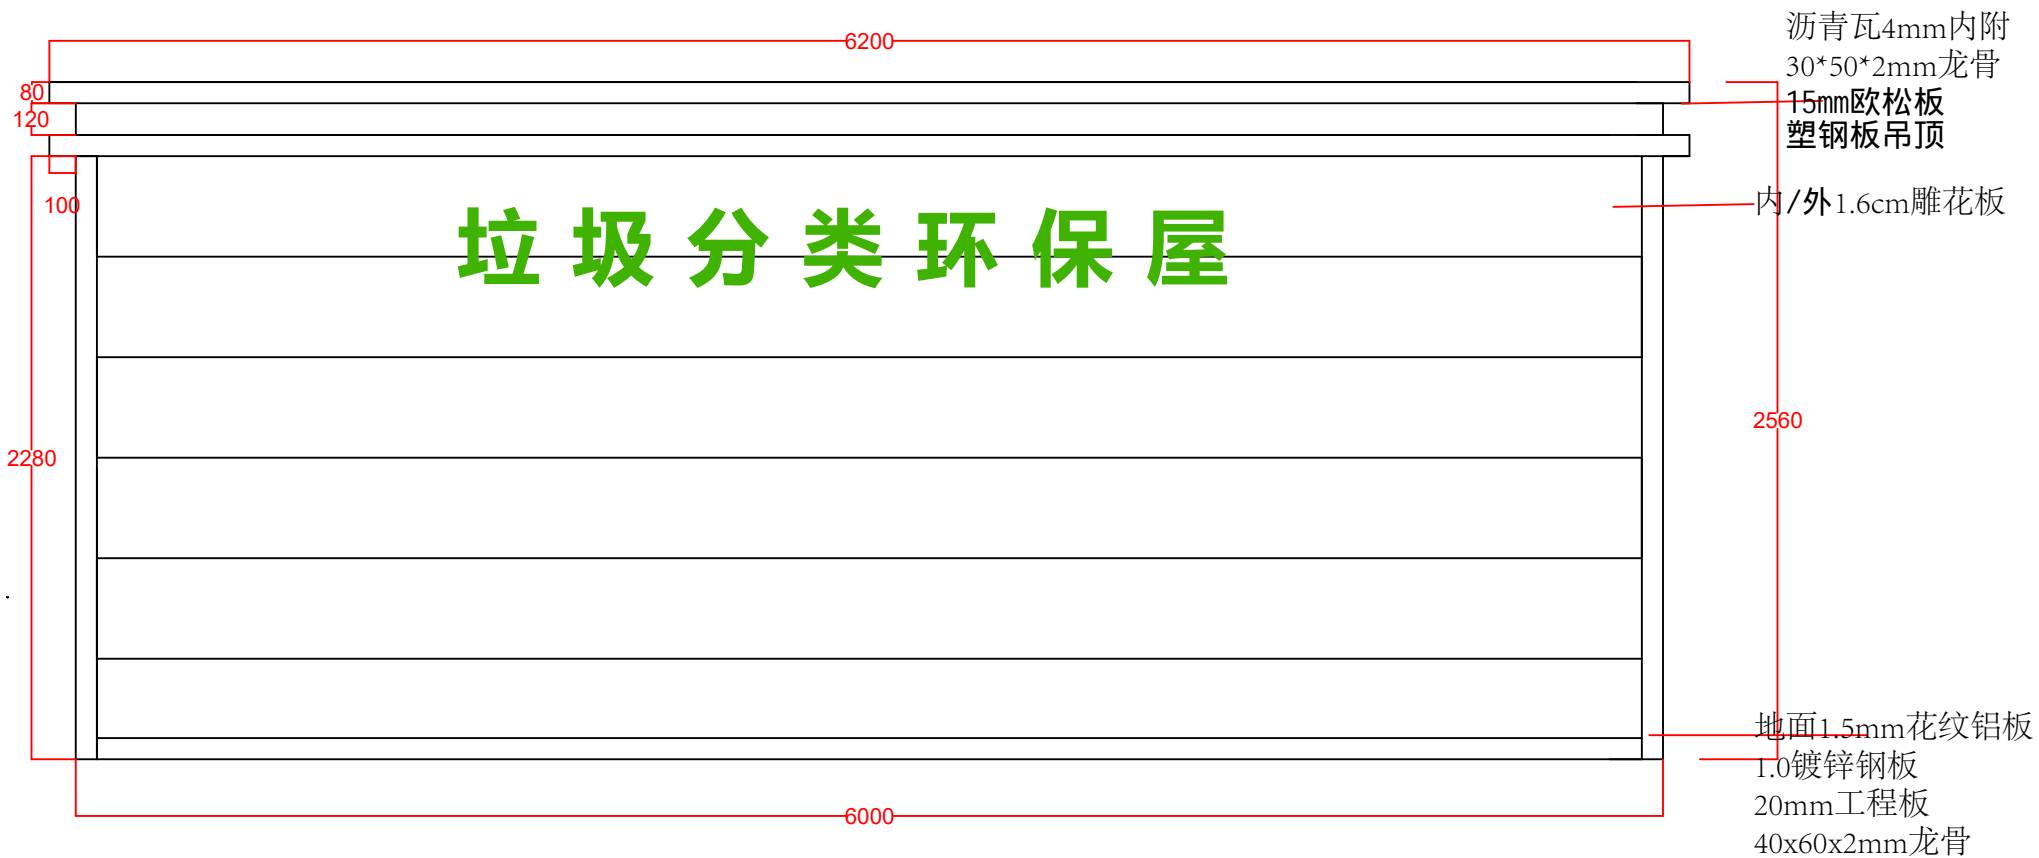 6200
沥青瓦4mm内附
30*50*2mm龙骨
15mm欧松板
塑钢板吊顶
80
120
100
内/外1.6cm雕花板
垃圾分类环保屋
2560
2280
地面1.5mm花纹铝板
1.0镀锌钢板
20mm工程板
40x60x2mm龙骨
6000